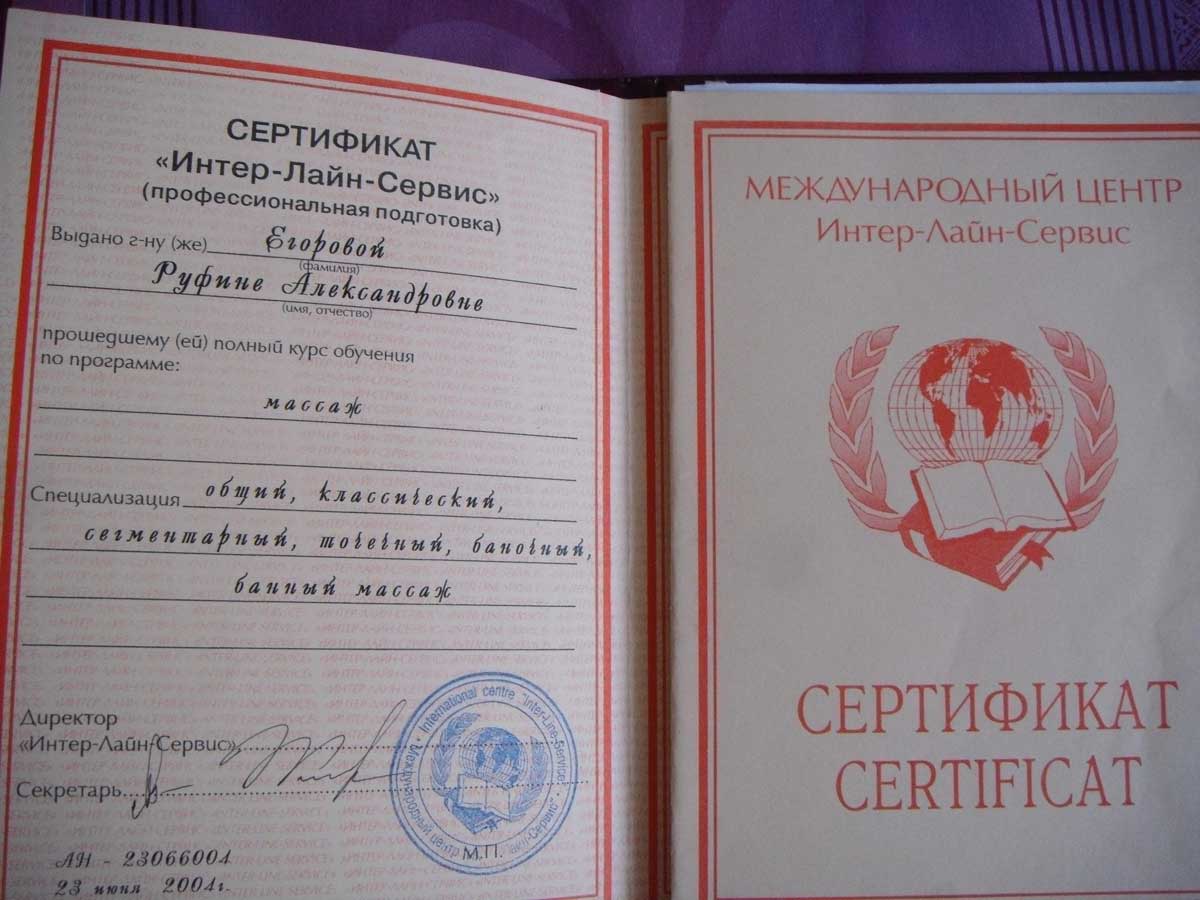 СЕРТИФИКАТ
«Интер-Лайн-Сервис»
(профессиональная подготовка)
Выдано г-ну (же) Егоровой
(фамилия)
Руфине Александровне
(имя, отчество)
прошедшему (ей) полный курс обучения
по программе:
массаж
Специализация общий, классический,
сегментарный, точечный, баночный,
банный массаж
Директор
«Интер-Лайн-Сервис»
Секретарь
International centre "Inter-Line-Service"
Международный центр
Лайн-Сервис"
М.П.
АН - 23066004
23 июня 2004г.
МЕЖДУНАРОДНЫЙ ЦЕНТР
Интер-Лайн-Сервис
СЕРТИФИКАТ
CERTIFICAT